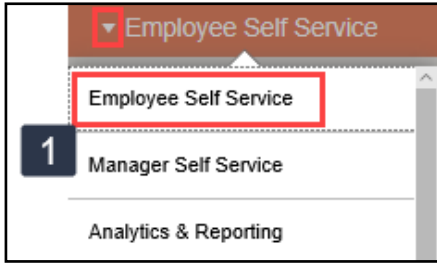 Employee Self Service
Employee Self Service
1
Manager Self Service
Analytics & Reporting